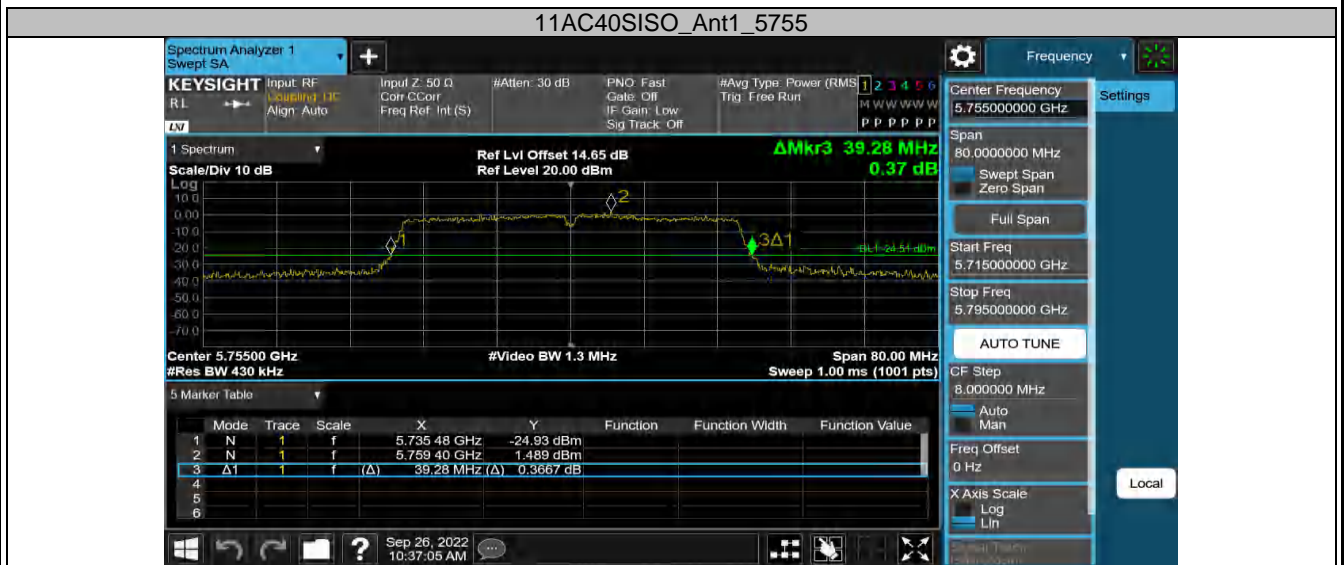 11AC40SISO_Ant1_5755
Spectrum Analyzer 1
Swept SA
Frequency
KEYSIGHT
RL
LXI
Input: RF
Coupling: DC
Align: Auto
Input Z: 50 Ω
Corr CCorr
Freq Ref: Int (S)
#Atten: 30 dB
PNO: Fast
Gate: Off
IF Gain: Low
Sig Track: Off
#Avg Type: Power (RMS
Trig: Free Run
1 2 3 4 5 6
M W W W W W
P P P P P P
Center Frequency
5.755000000 GHz
Settings
1 Spectrum
Scale/Div 10 dB
Ref Lvl Offset 14.65 dB
Ref Level 20.00 dBm
ΔMkr3 39.28 MHz
0.37 dB
Span
80.0000000 MHz
Swept Span
Zero Span
Full Span
Log
10.0
0.00
-10.0
-20.0
-30.0
-40.0
-50.0
-60.0
-70.0
1
2
3Δ1
DL1 -24.51 dBm
Start Freq
5.715000000 GHz
Stop Freq
5.795000000 GHz
AUTO TUNE
Center 5.75500 GHz
#Video BW 1.3 MHz
Span 80.00 MHz
#Res BW 430 kHz
Sweep 1.00 ms (1001 pts)
CF Step
8.000000 MHz
Auto
Man
5 Marker Table
Mode Trace Scale X Y Function Function Width Function Value
1 N 1 f 5.735 48 GHz -24.93 dBm
2 N 1 f 5.759 40 GHz 1.489 dBm
3 Δ1 1 f (Δ) 39.28 MHz (Δ) 0.3667 dB
4
5
6
Freq Offset
0 Hz
X Axis Scale
Log
Lin
Local
?
Sep 26, 2022
10:37:05 AM